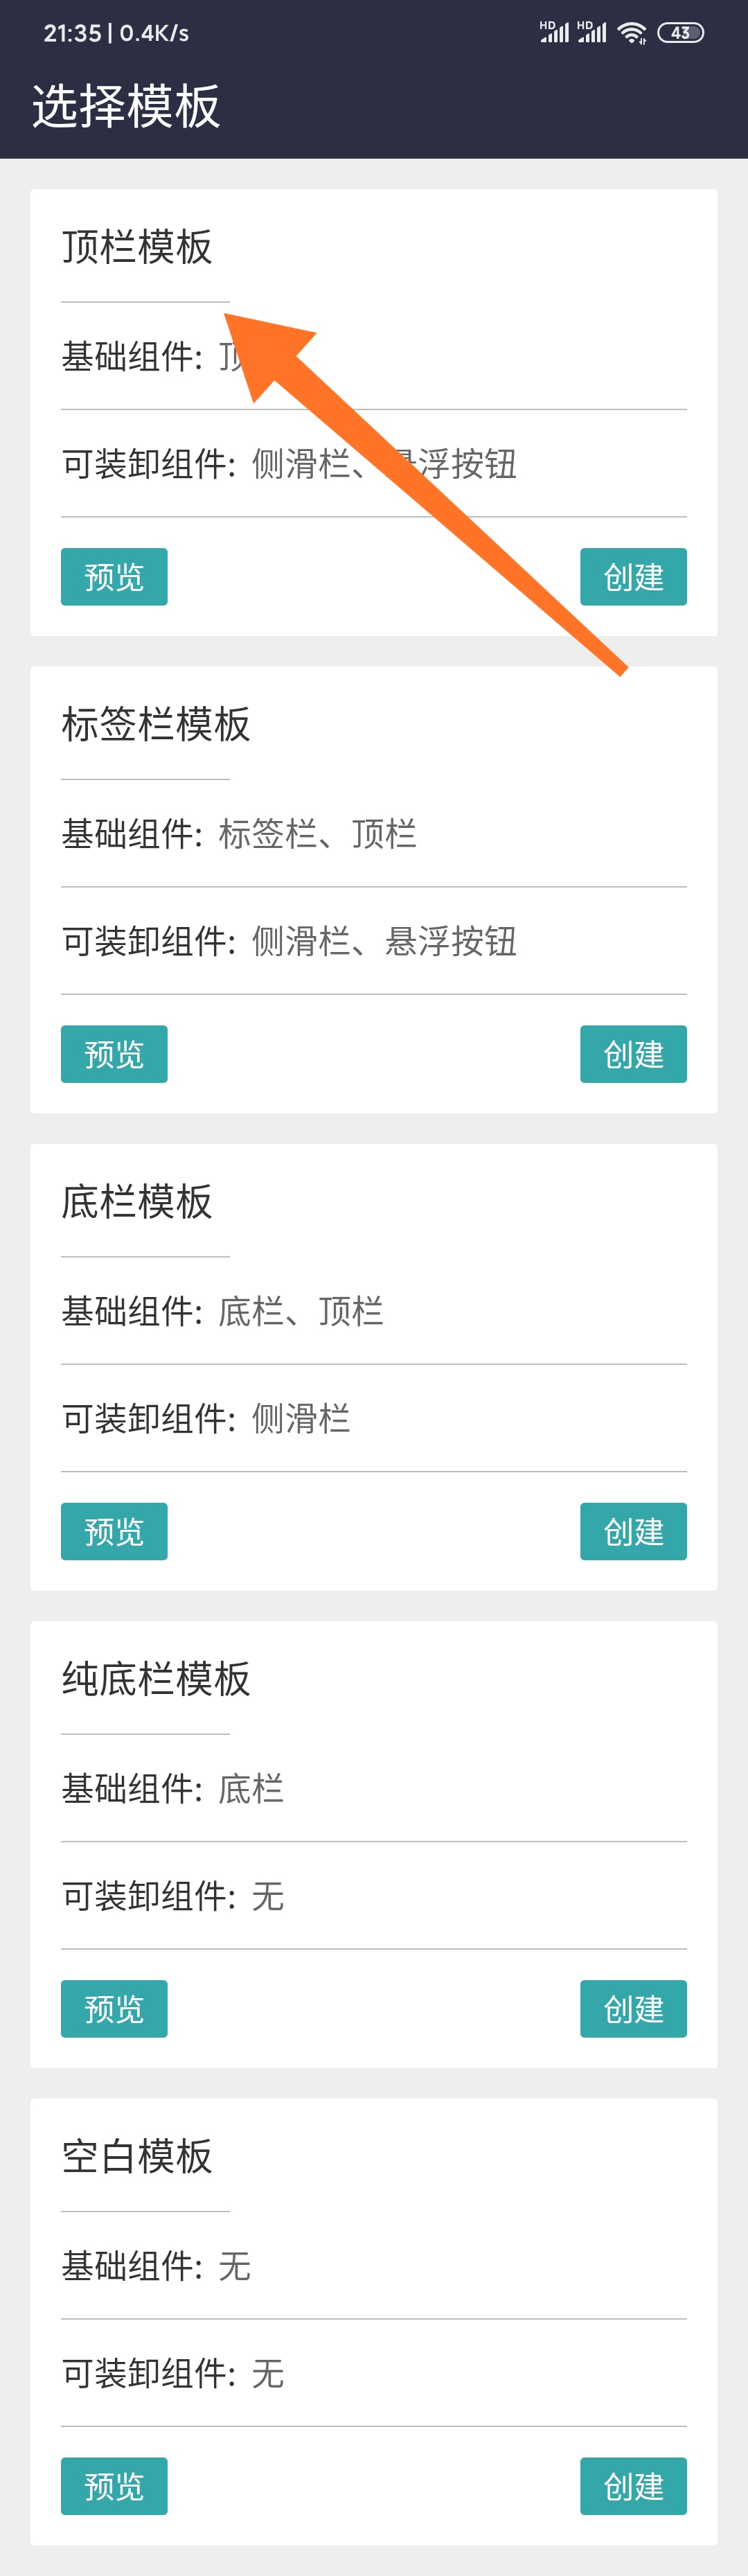 21:35 | 0.4K/s HD HD 43
选择模板
顶栏模板
基础组件: 顶
可装卸组件: 侧滑栏、悬浮按钮
预览 创建
标签栏模板
基础组件: 标签栏、顶栏
可装卸组件: 侧滑栏、悬浮按钮
预览 创建
底栏模板
基础组件: 底栏、顶栏
可装卸组件: 侧滑栏
预览 创建
纯底栏模板
基础组件: 底栏
可装卸组件: 无
预览 创建
空白模板
基础组件: 无
可装卸组件: 无
预览 创建